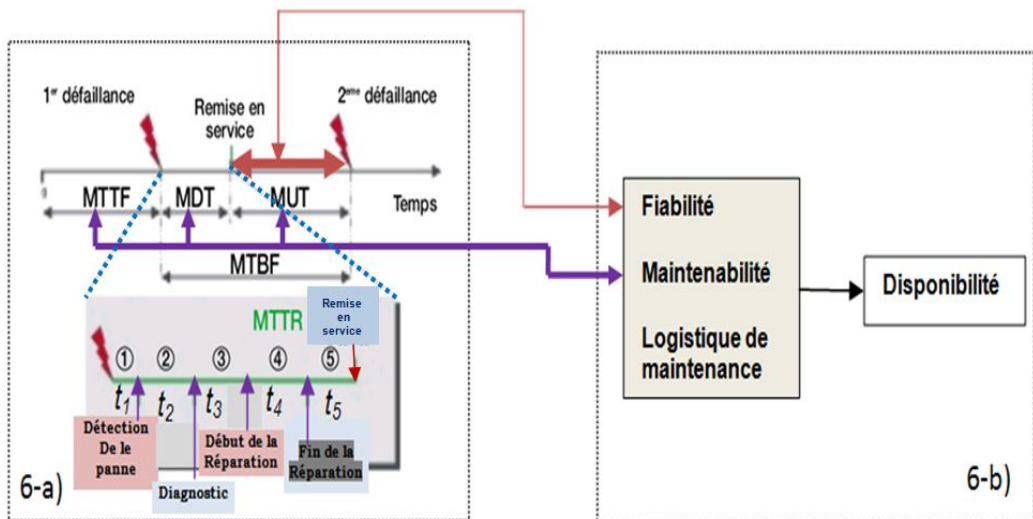 1er défaillance
Remise en
service
2eme défaillance
MTTF
MDT
MUT
Temps
MTBF
MTTR
Remise
en
service
① ② ③ ④ ⑤
t1 t2 t3 t4 t5
Détection
De le
panne
Diagnostic
Début de la
Réparation
Fin de la
Réparation
6-a)
Fiabilité
Maintenabilité
Logistique de
maintenance
Disponibilité
6-b)